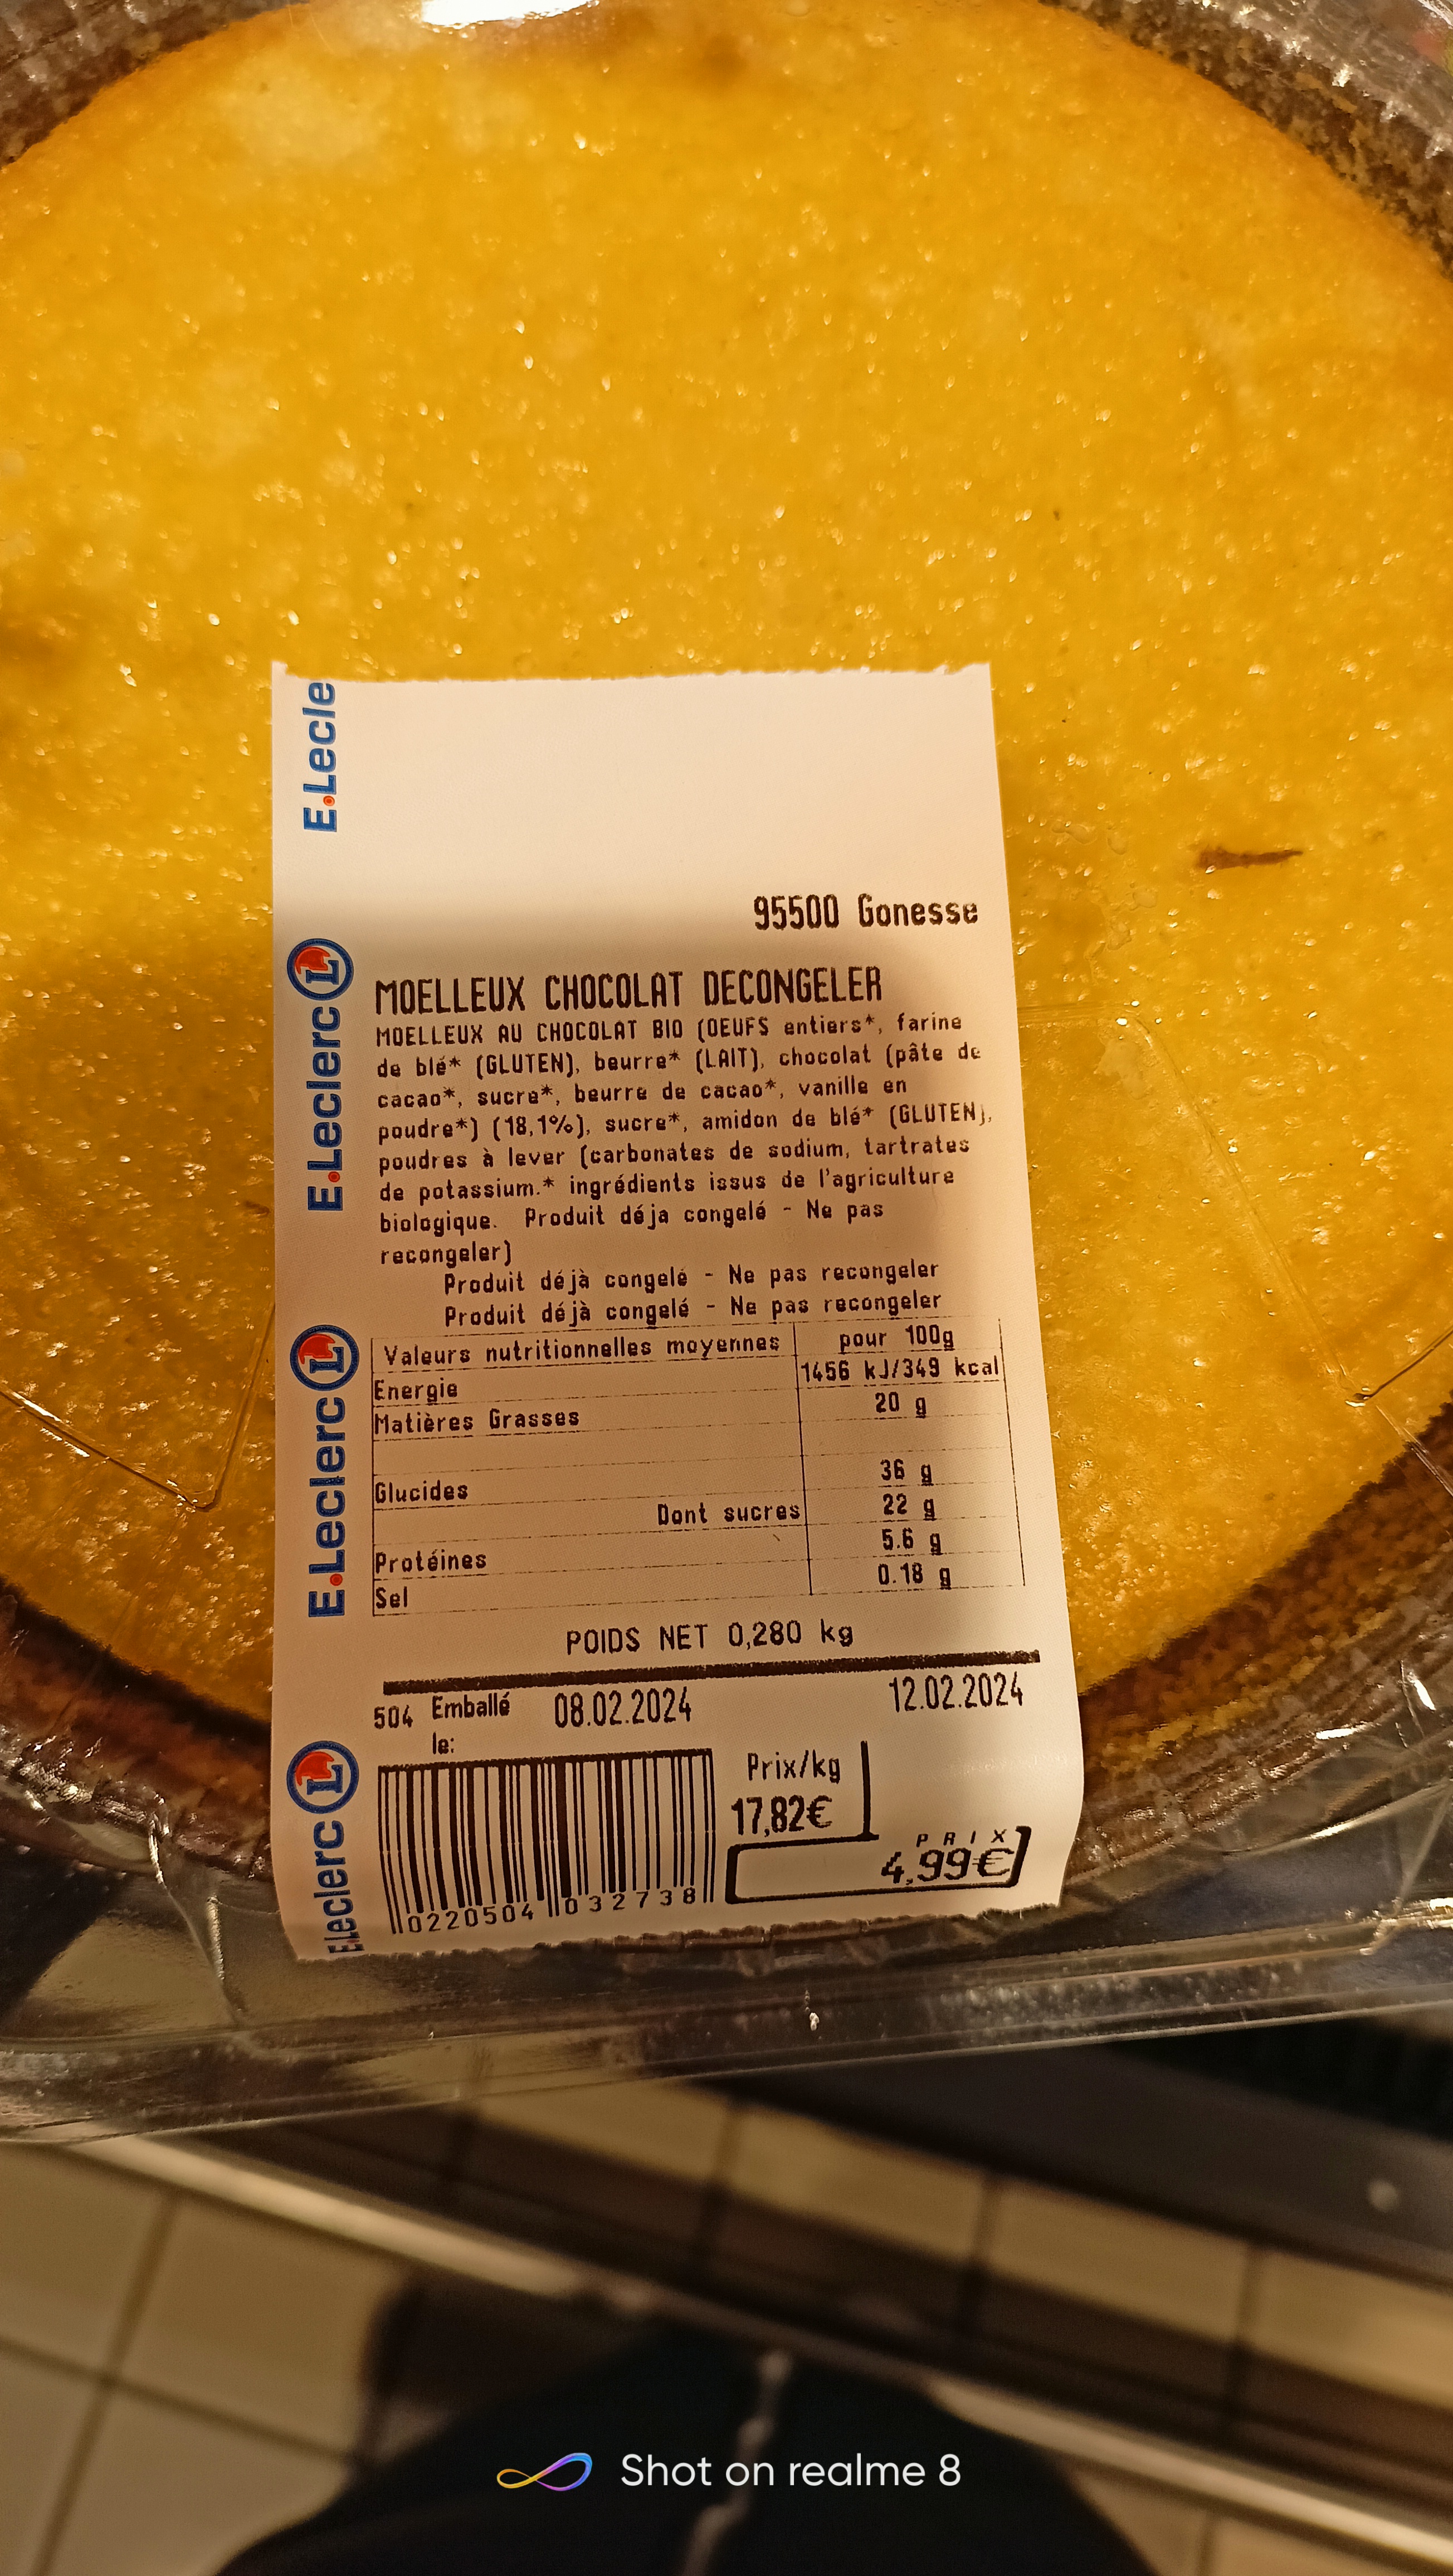 E.Lecle
E.Leclerc L
E.Leclerc L
E.Leclerc L
95500 Gonesse
MOELLEUX CHOCOLAT DECONGELER
MOELLEUX AU CHOCOLAT BIO (OEUFS entiers*, farine
de blé* (GLUTEN), beurre* (LAIT), chocolat (pâte de
cacao*, sucre*, beurre de cacao*, vanille en
poudre*) (18,1%), sucre*, amidon de blé* (GLUTEN),
poudres à lever (carbonates de sodium, tartrates
de potassium.* ingrédients issus de l'agriculture
biologique. Produit déja congelé - Ne pas
recongeler)
Produit déjà congelé - Ne pas recongeler
Produit déjà congelé - Ne pas recongeler
Valeurs nutritionnelles moyennes pour 100g
Energie 1456 kJ/349 kcal
Matières Grasses 20 g
Glucides 36 g
Dont sucres 22 g
Protéines 5.6 g
Sel 0.18 g
POIDS NET 0,280 kg
504 Emballé le: 08.02.2024 12.02.2024
Prix/kg
17,82€
PRIX
4,99€
0220504 032738
Shot on realme 8